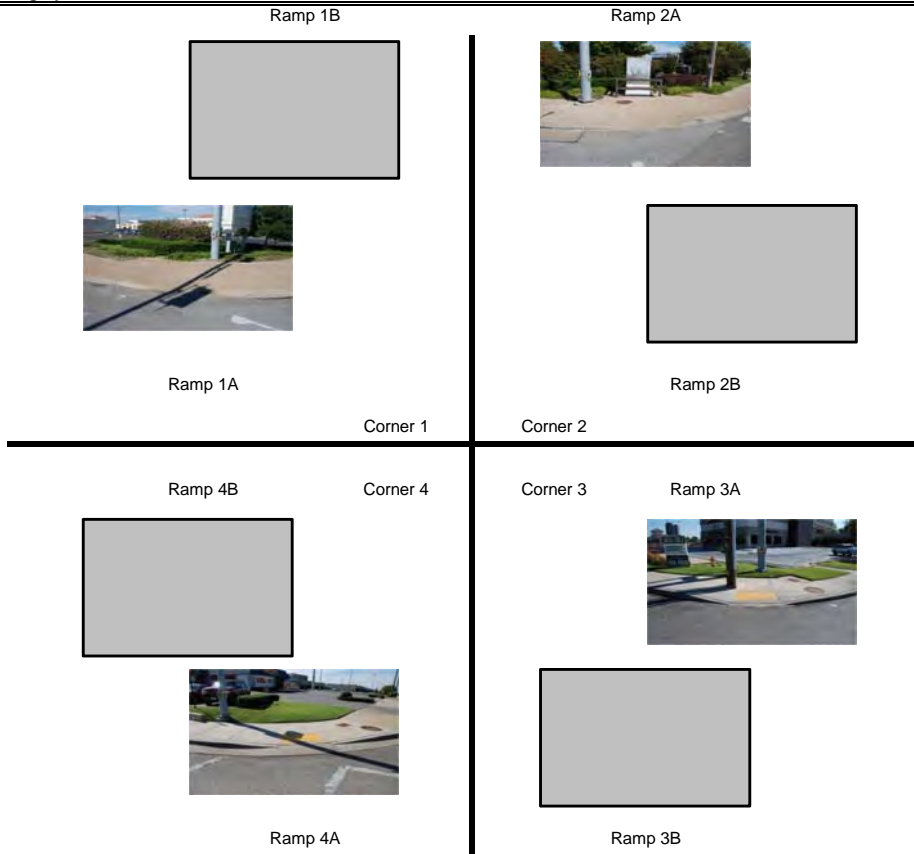 Ramp 1B
Ramp 2A
Ramp 1A
Ramp 2B
Corner 1
Corner 2
Ramp 4B
Corner 4
Corner 3
Ramp 3A
Ramp 4A
Ramp 3B